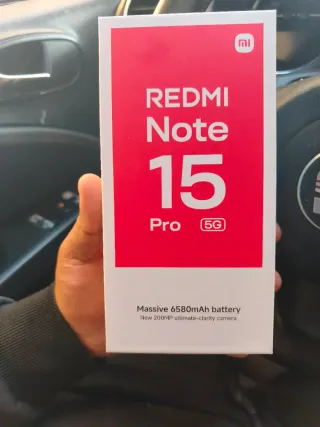 mi
REDMI
Note
15
Pro 5G
Massive 6580mAh battery
New 200MP ultimate-clarity camera